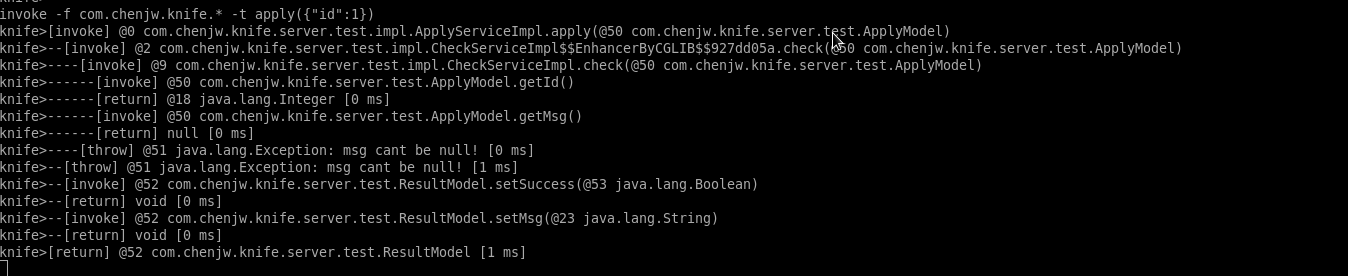 invoke -f com.chenjw.knife.* -t apply({"id":1})
knife>[invoke] @0 com.chenjw.knife.server.test.impl.ApplyServiceImpl.apply(@50 com.chenjw.knife.server.test.ApplyModel)
knife>--[invoke] @2 com.chenjw.knife.server.test.impl.CheckServiceImpl$$EnhancerByCGLIB$$927dd05a.check(@50 com.chenjw.knife.server.test.ApplyModel)
knife>----[invoke] @9 com.chenjw.knife.server.test.impl.CheckServiceImpl.check(@50 com.chenjw.knife.server.test.ApplyModel)
knife>------[invoke] @50 com.chenjw.knife.server.test.ApplyModel.getId()
knife>------[return] @18 java.lang.Integer [0 ms]
knife>------[invoke] @50 com.chenjw.knife.server.test.ApplyModel.getMsg()
knife>------[return] null [0 ms]
knife>----[throw] @51 java.lang.Exception: msg cant be null! [0 ms]
knife>--[throw] @51 java.lang.Exception: msg cant be null! [1 ms]
knife>--[invoke] @52 com.chenjw.knife.server.test.ResultModel.setSuccess(@53 java.lang.Boolean)
knife>--[return] void [0 ms]
knife>--[invoke] @52 com.chenjw.knife.server.test.ResultModel.setMsg(@23 java.lang.String)
knife>--[return] void [0 ms]
knife>[return] @52 com.chenjw.knife.server.test.ResultModel [1 ms]